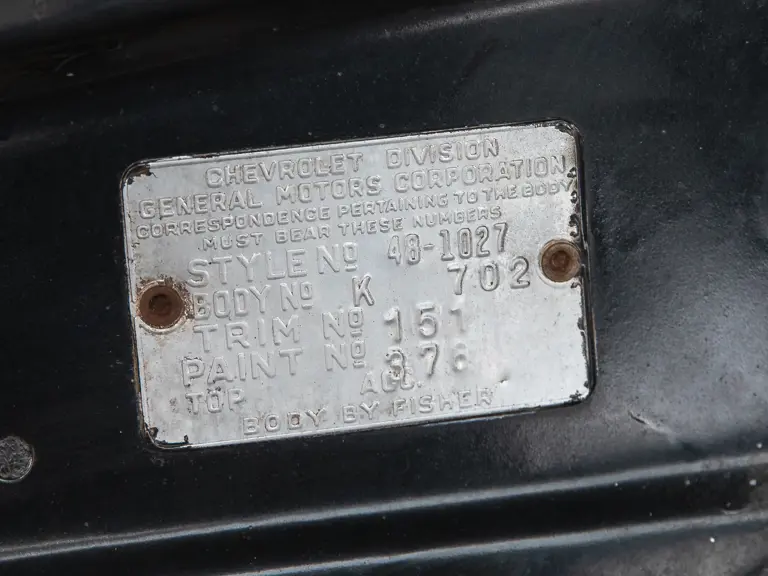 CHEVROLET DIVISION
GENERAL MOTORS CORPORATION
CORRESPONDENCE PERTAINING TO THE BODY
MUST BEAR THESE NUMBERS
STYLE Nº 48-1027
BODY Nº K 702
TRIM Nº 151
PAINT Nº 376
TOP ACC.
BODY BY FISHER